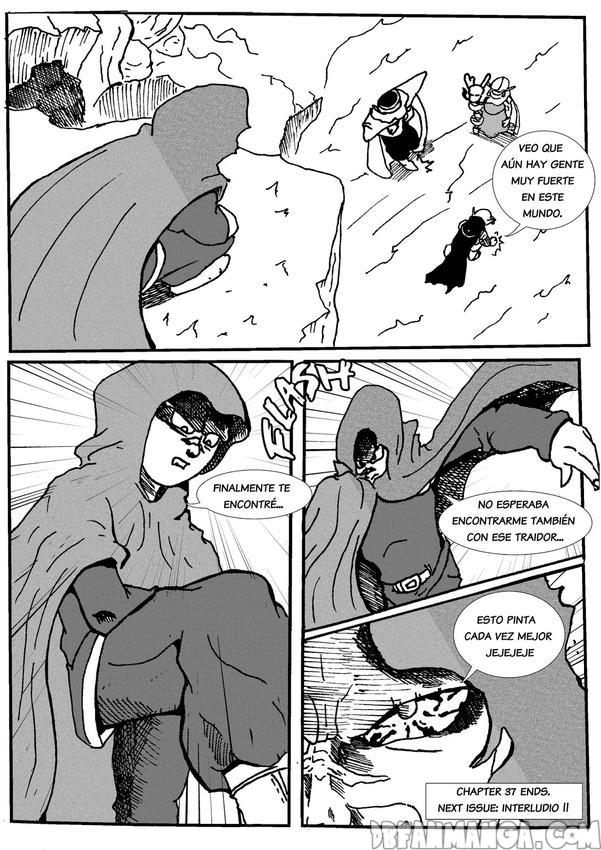 VEO QUE
AÚN HAY GENTE
MUY FUERTE
EN ESTE
MUNDO.
FLASH
FINALMENTE TE
ENCONTRÉ...
NO ESPERABA
ENCONTRARME TAMBIÉN
CON ESE TRAIDOR...
ESTO PINTA
CADA VEZ MEJOR
JEJEJEJE
CHAPTER 37 ENDS.
NEXT ISSUE: INTERLUDIO II
DBFANMANGA.COM